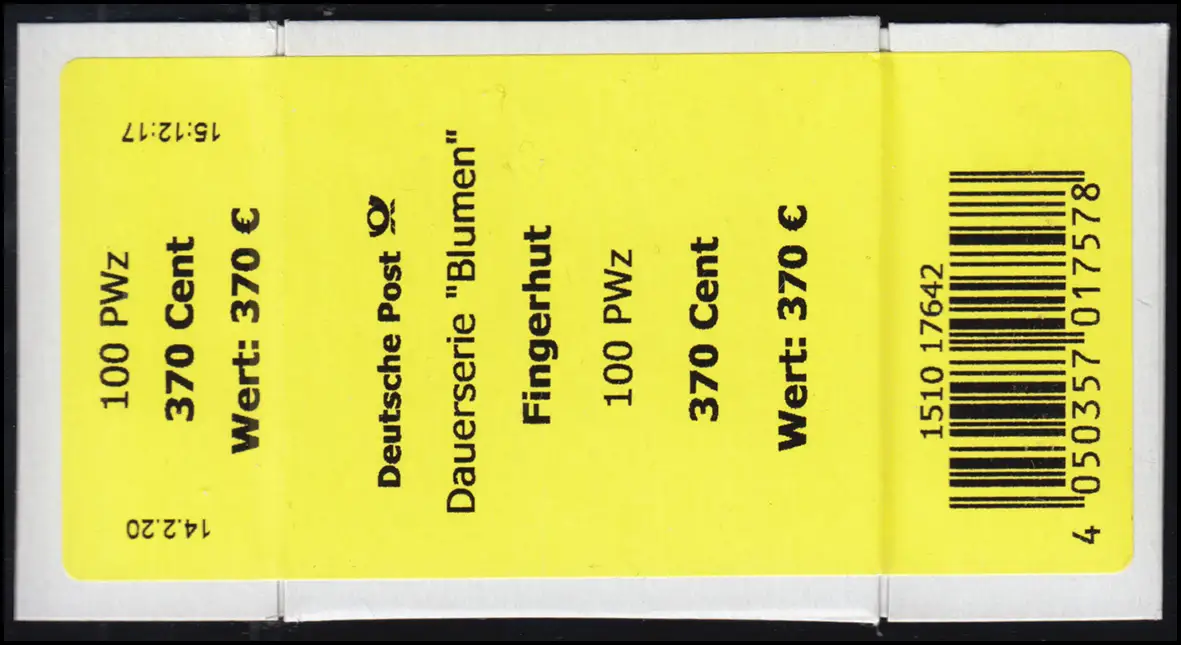 15:12:17
14.2.20
100 PWz
370 Cent
Wert: 370 €
Deutsche Post
Dauerserie "Blumen"
Fingerhut
100 PWz
370 Cent
Wert: 370 €
1510 17642
4 050357 017578